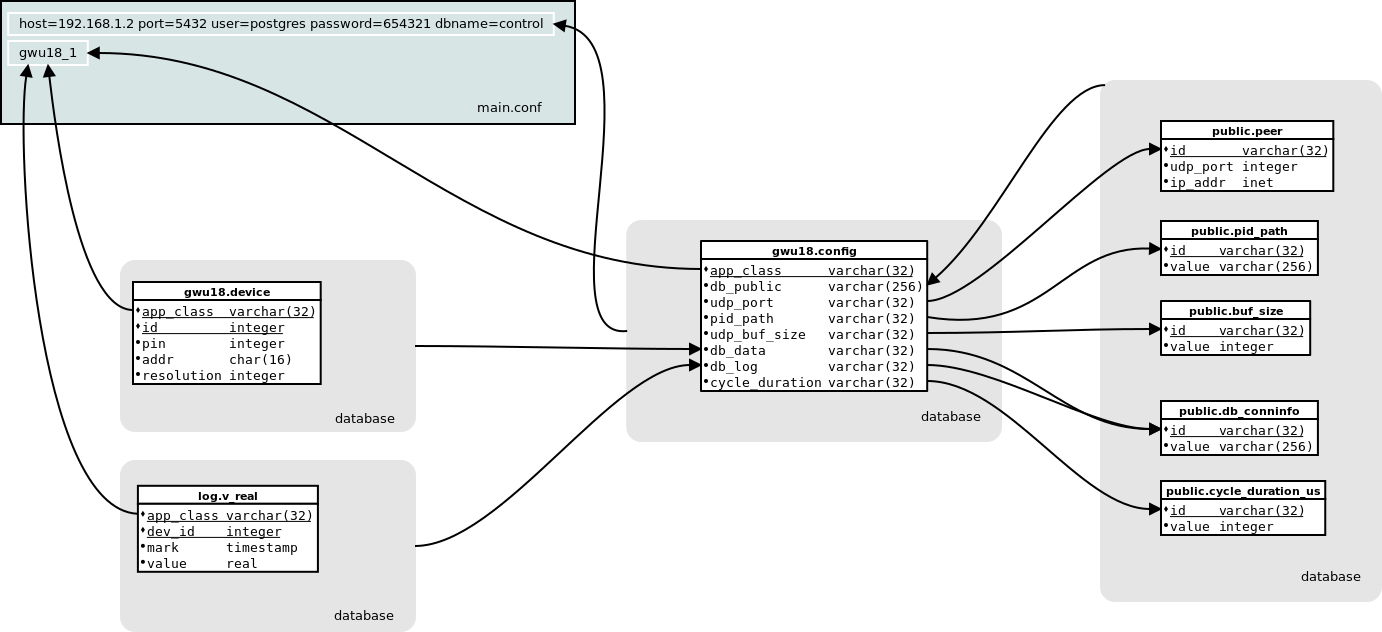 host=192.168.1.2 port=5432 user=postgres password=654321 dbname=control
gwu18_1
main.conf
gwu18.device
app_class varchar(32)
id integer
pin integer
addr char(16)
resolution integer
database
log.v_real
app_class varchar(32)
dev_id integer
mark timestamp
value real
database
gwu18.config
app_class varchar(32)
db_public varchar(256)
udp_port varchar(32)
pid_path varchar(32)
udp_buf_size varchar(32)
db_data varchar(32)
db_log varchar(32)
cycle_duration varchar(32)
database
public.peer
id varchar(32)
udp_port integer
ip_addr inet
public.pid_path
id varchar(32)
value varchar(256)
public.buf_size
id varchar(32)
value integer
public.db_conninfo
id varchar(32)
value varchar(256)
public.cycle_duration_us
id varchar(32)
value integer
database